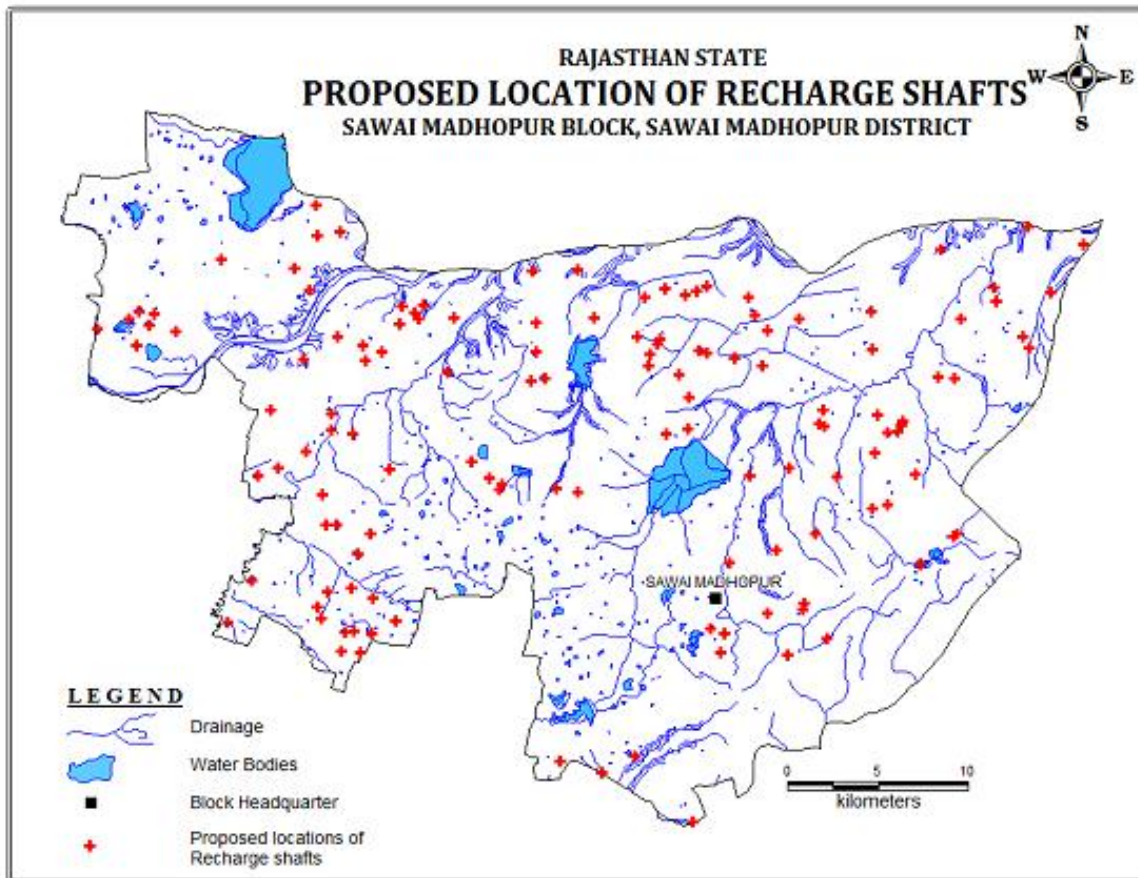 RAJASTHAN STATE
PROPOSED LOCATION OF RECHARGE SHAFTS
SAWAI MADHOPUR BLOCK, SAWAI MADHOPUR DISTRICT
N
W E
S
SAWAI MADHOPUR
LEGEND
Drainage
Water Bodies
Block Headquarter
Proposed locations of
Recharge shafts
0 5 10
kilometers